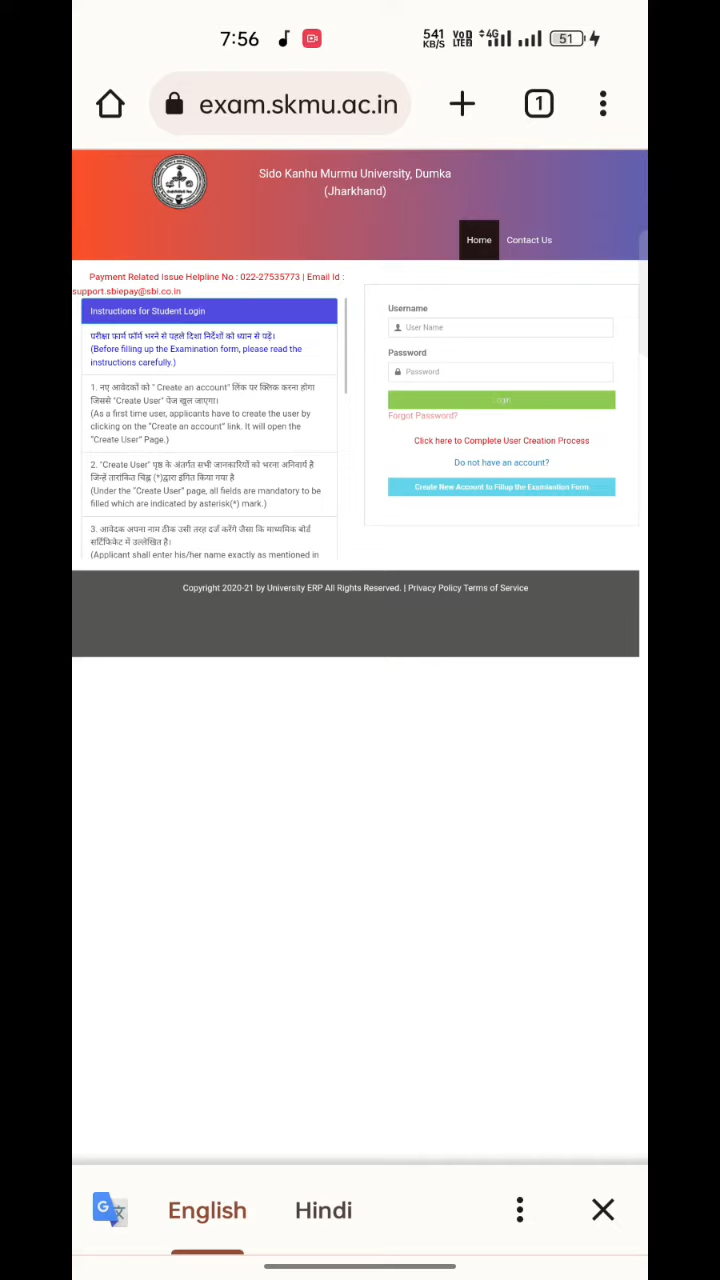 7:56
541 KB/S Vo LTE 4G 51
exam.skmu.ac.in
1
Sido Kanhu Murmu University, Dumka
(Jharkhand)
Home Contact Us
Payment Related Issue Helpline No : 022-27535773 | Email Id :
support.sbiepay@sbi.co.in
Instructions for Student Login
परीक्षा फार्म फॉर्म भरने से पहले दिशा निर्देशों को ध्यान से पढ़ें।
(Before filling up the Examination form, please read the
instructions carefully.)
1. नए आवेदकों को " Create an account" लिंक पर क्लिक करना होगा
जिससे "Create User" पेज खुल जाएगा।
(As a first time user, applicants have to create the user by
clicking on the "Create an account" link. It will open the
"Create User" Page.)
2. "Create User" पृष्ठ के अंतर्गत सभी जानकारियों को भरना अनिवार्य है
जिन्हें तारांकित चिह्न (*)द्वारा इंगित किया गया है
(Under the "Create User" page, all fields are mandatory to be
filled which are indicated by asterisk(*) mark.)
3. आवेदक अपना नाम ठीक उसी तरह दर्ज करेंगे जैसा कि माध्यमिक बोर्ड
सर्टिफिकेट में उल्लेखित है।
(Applicant shall enter his/her name exactly as mentioned in
Username
User Name
Password
Password
Login
Forgot Password?
Click here to Complete User Creation Process
Do not have an account?
Create New Account to Fillup the Examiantion Form
Copyright 2020-21 by University ERP All Rights Reserved. | Privacy Policy Terms of Service
English Hindi